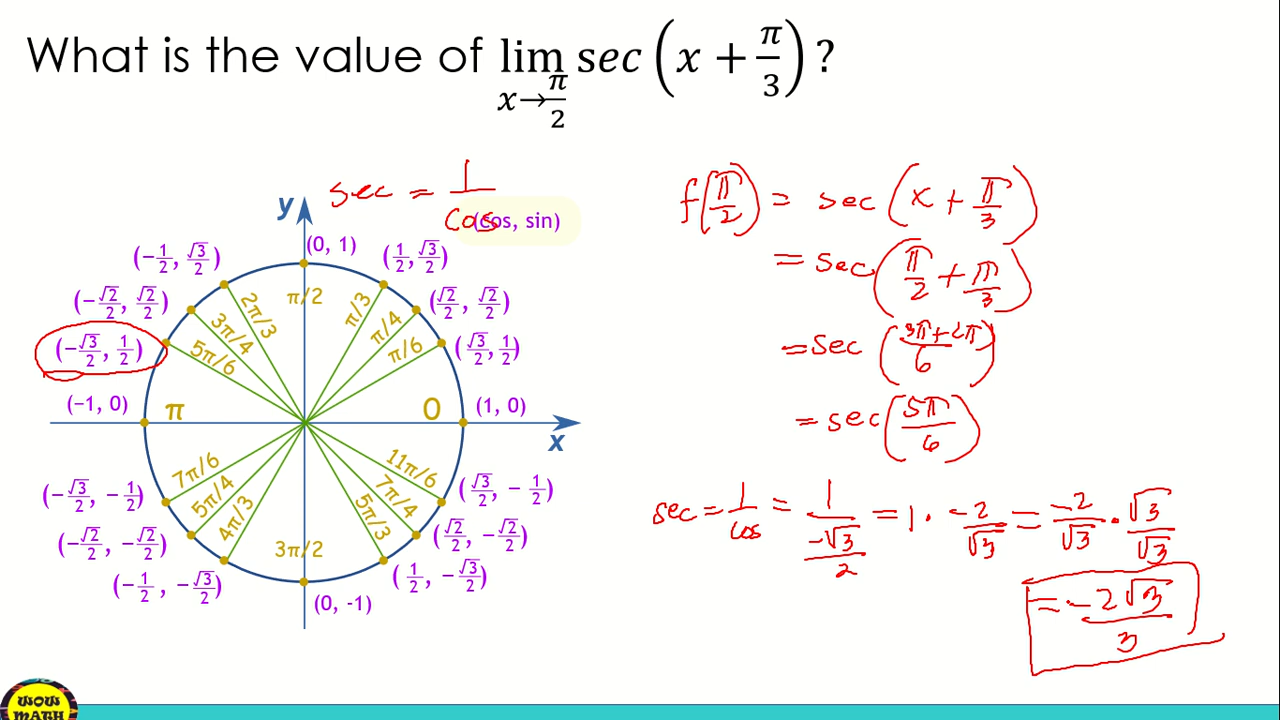 What is the value of lim x→π/2 sec(x + π/3)?
sec = 1/cos
(cos, sin)
y
(0, 1)
(-1/2, √3/2)
(1/2, √3/2)
(-√2/2, √2/2)
(√2/2, √2/2)
(-√3/2, 1/2)
(√3/2, 1/2)
π/2
2π/3
π/3
3π/4
π/4
5π/6
π/6
(-1, 0)
π
0
(1, 0)
x
7π/6
11π/6
5π/4
7π/4
4π/3
5π/3
3π/2
(-√3/2, -1/2)
(√3/2, -1/2)
(-√2/2, -√2/2)
(√2/2, -√2/2)
(-1/2, -√3/2)
(1/2, -√3/2)
(0, -1)
f(π/2) = sec(x + π/3)
= sec(π/2 + π/3)
= sec((3π+2π)/6)
= sec(5π/6)
sec = 1/cos = 1/(-√3/2) = 1 · -2/√3 = -2/√3 · √3/√3
= -2√3/3
WOW
MATH